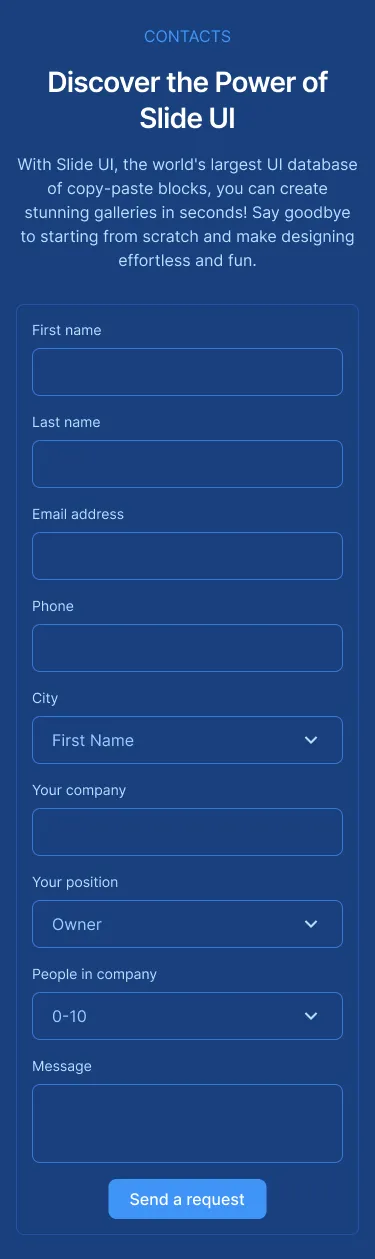 CONTACTS
Discover the Power of
Slide UI
With Slide UI, the world's largest UI database
of copy-paste blocks, you can create
stunning galleries in seconds! Say goodbye
to starting from scratch and make designing
effortless and fun.
First name
Last name
Email address
Phone
City
First Name
Your company
Your position
Owner
People in company
0-10
Message
Send a request